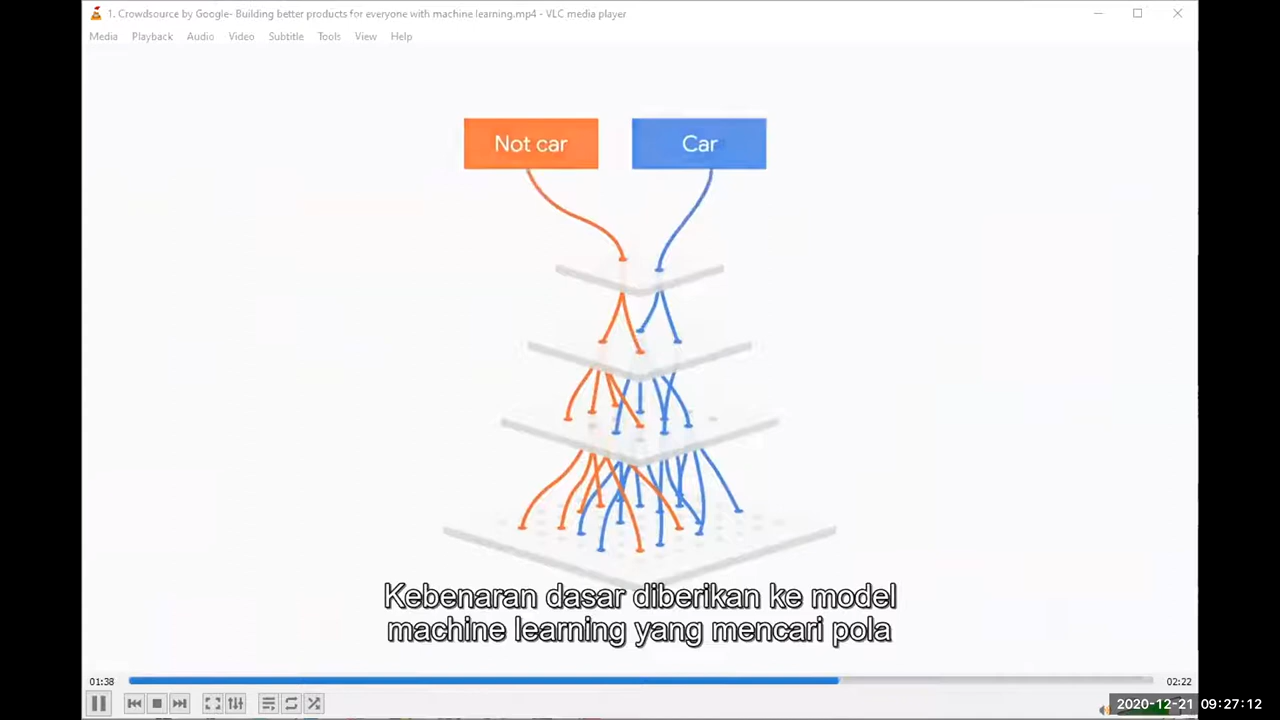 1. Crowdsource by Google- Building better products for everyone with machine learning.mp4 - VLC media player
Media Playback Audio Video Subtitle Tools View Help
Not car Car
Kebenaran dasar diberikan ke model
machine learning yang mencari pola
01:38 02:22
2020-12-21 09:27:12